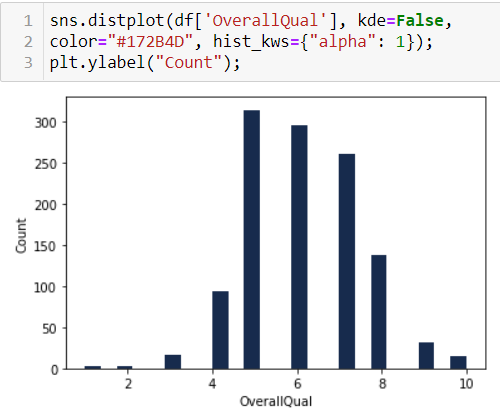 1 sns.distplot(df['OverallQual'], kde=False,
2 color="#172B4D", hist_kws={"alpha": 1});
3 plt.ylabel("Count");
300
250
200
150
100
50
0
Count
2 4 6 8 10
OverallQual